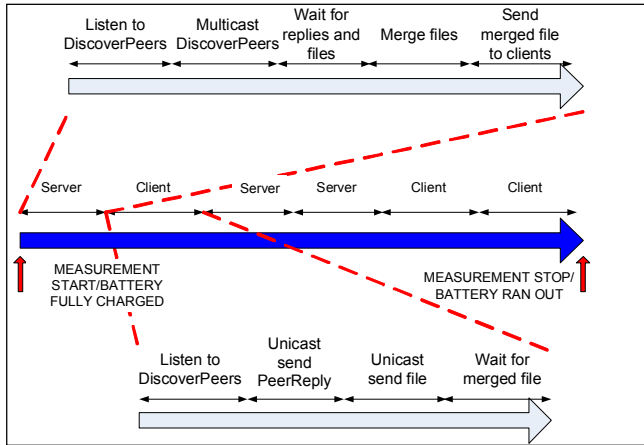 Listen to
DiscoverPeers
Multicast
DiscoverPeers
Wait for
replies and
files
Merge files
Send
merged file
to clients
Server
Client
Server
Server
Client
Client
MEASUREMENT
START/BATTERY
FULLY CHARGED
MEASUREMENT STOP/
BATTERY RAN OUT
Listen to
DiscoverPeers
Unicast
send
PeerReply
Unicast
send file
Wait for
merged file